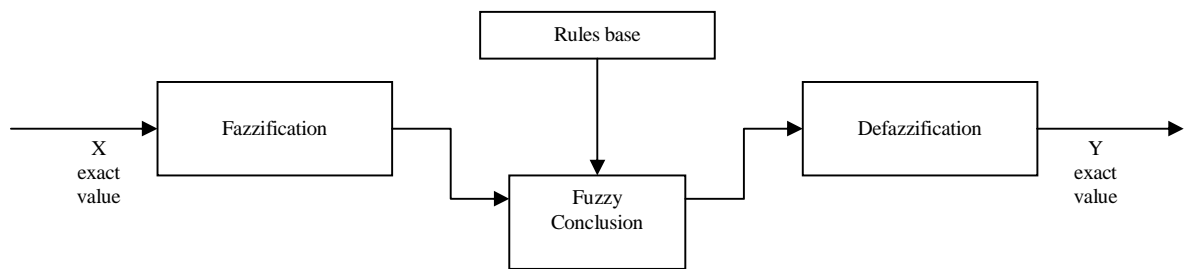 Rules base
Fazzification
Defazzification
X
exact
value
Y
exact
value
Fuzzy
Conclusion